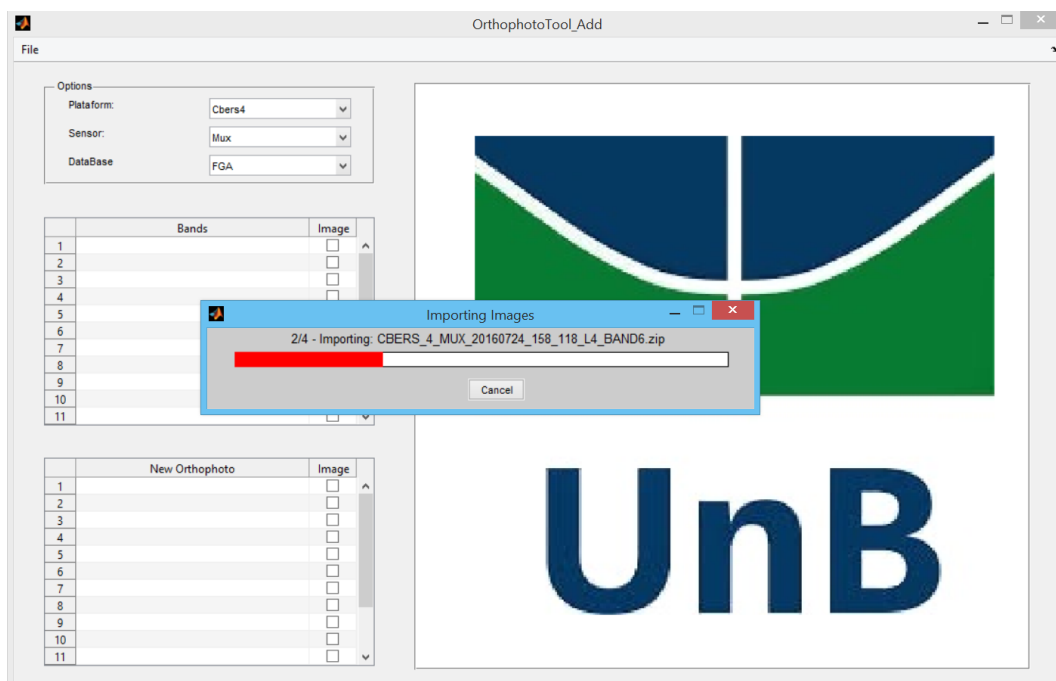 OrthophotoTool_Add
File
Options
Plataform:
Cbers4
Sensor:
Mux
DataBase
FGA
Bands Image
1
2
3
4
5
6
7
8
9
10
11
Importing Images
2/4 - Importing: CBERS_4_MUX_20160724_158_118_L4_BAND6.zip
Cancel
New Orthophoto Image
1
2
3
4
5
6
7
8
9
10
11
UnB